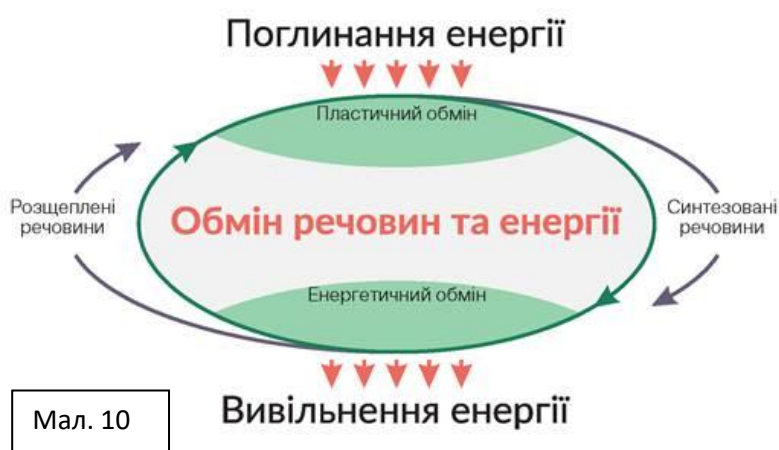 Поглинання енергії
Пластичний обмін
Розщеплені
речовини
Обмін речовин та енергії
Синтезовані
речовини
Енергетичний обмін
Вивільнення енергії
Мал. 10